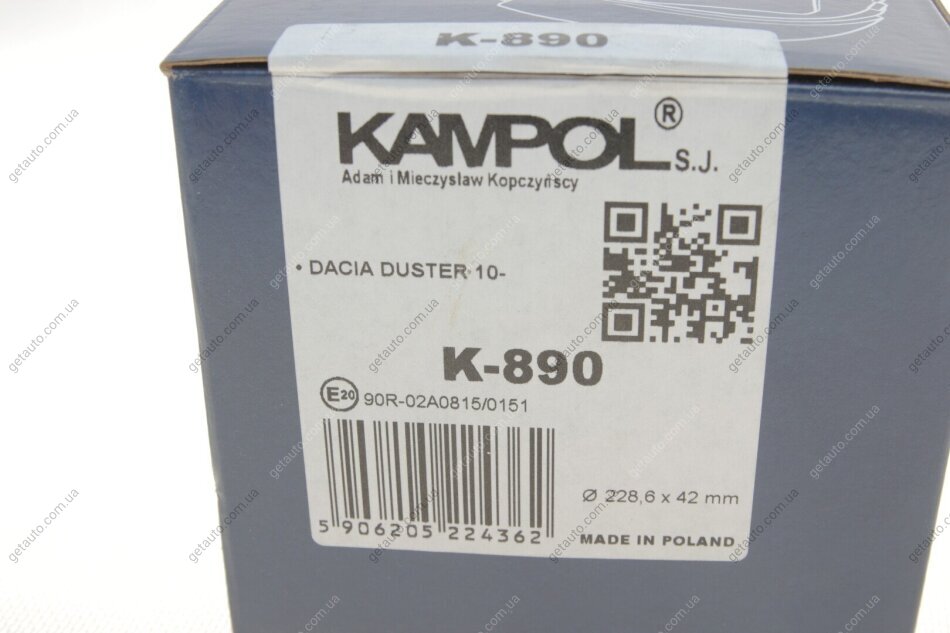 K-890
KAMPOL® S.J.
Adam i Mieczyslaw Kopczyńscy
• DACIA DUSTER 10-
K-890
E20 90R-02A0815/0151
Ø 228,6 x 42 mm
5 906205 224362
MADE IN POLAND
getauto.com.ua